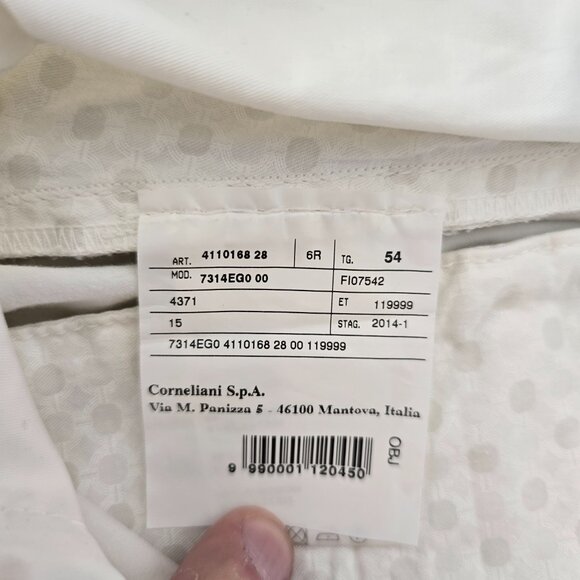 ART. 4110168 28 6R TG. 54
MOD. 7314EG0 00 FI07542
4371 ET 119999
15 STAG. 2014-1
7314EG0 4110168 28 00 119999
Corneliani S.p.A.
Via M. Panizza 5 - 46100 Mantova, Italia
OBJ
9 990001 120450